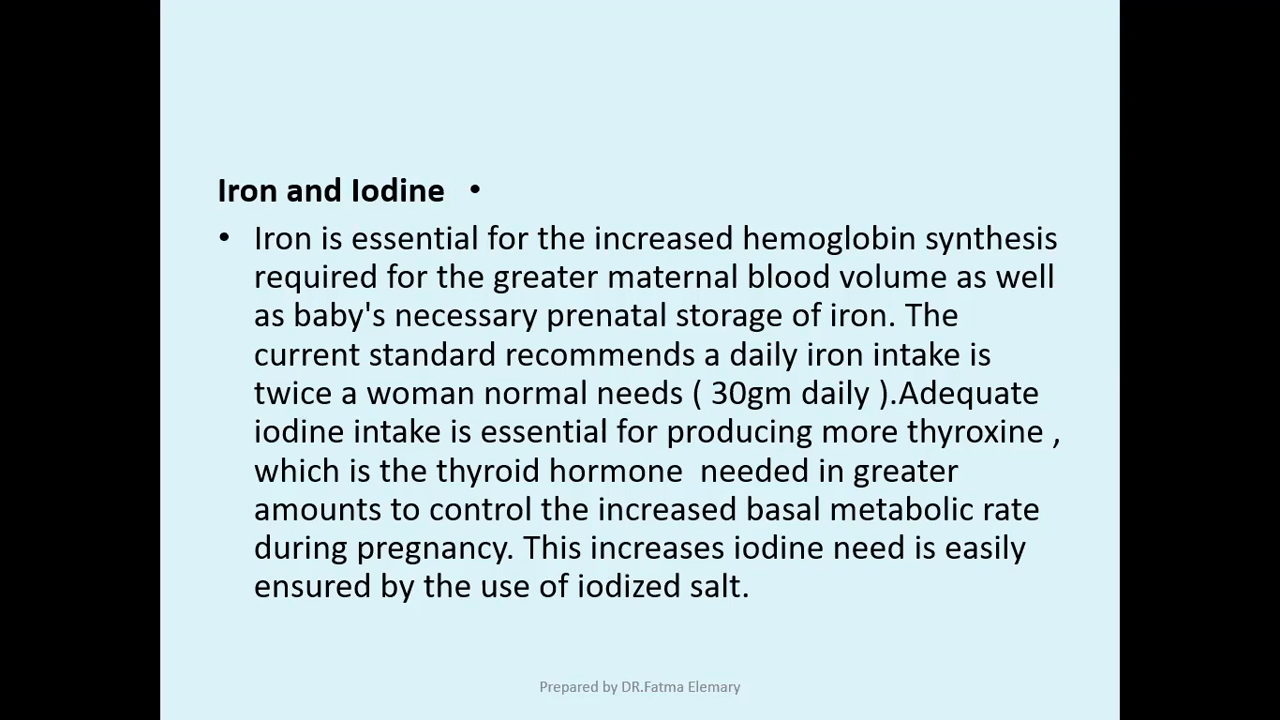 Iron and Iodine •
• Iron is essential for the increased hemoglobin synthesis
required for the greater maternal blood volume as well
as baby's necessary prenatal storage of iron. The
current standard recommends a daily iron intake is
twice a woman normal needs ( 30gm daily ).Adequate
iodine intake is essential for producing more thyroxine ,
which is the thyroid hormone  needed in greater
amounts to control the increased basal metabolic rate
during pregnancy. This increases iodine need is easily
ensured by the use of iodized salt.
Prepared by DR.Fatma Elemary